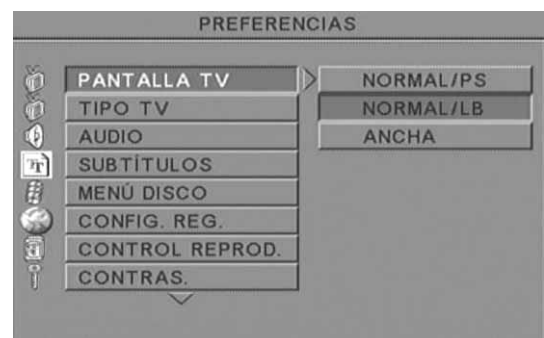 PREFERENCIAS
PANTALLA TV
NORMAL/PS
TIPO TV
NORMAL/LB
AUDIO
ANCHA
SUBTÍTULOS
MENÚ DISCO
CONFIG. REG.
CONTROL REPROD.
CONTRAS.